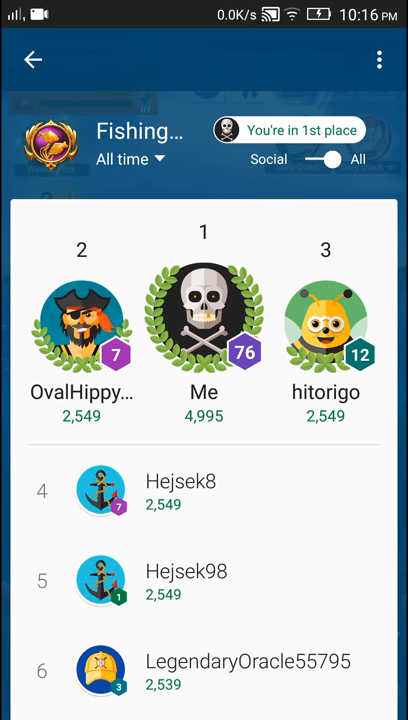 0.0K/s 10:16 PM
Fishing...
You're in 1st place
All time
Social All
2 1 3
7 76 12
OvalHippy... Me hitorigo
2,549 4,995 2,549
4 Hejsek8
7 2,549
5 Hejsek98
1 2,549
6 LegendaryOracle55795
3 2,539